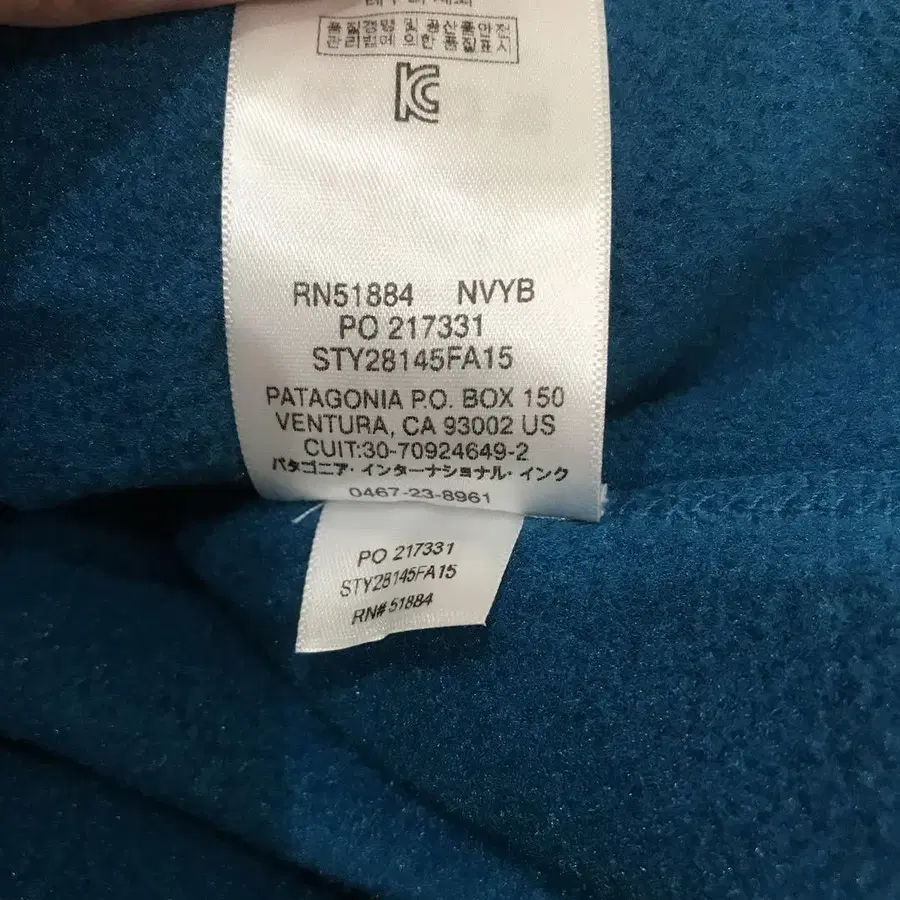 품질경영 및 공산품안전
관리법에 의한 품질표시
RN51884 NVYB
PO 217331
STY28145FA15
PATAGONIA P.O. BOX 150
VENTURA, CA 93002 US
CUIT:30-70924649-2
パタゴニア・インターナショナル・インク
0467-23-8961
PO 217331
STY28145FA15
RN# 51884